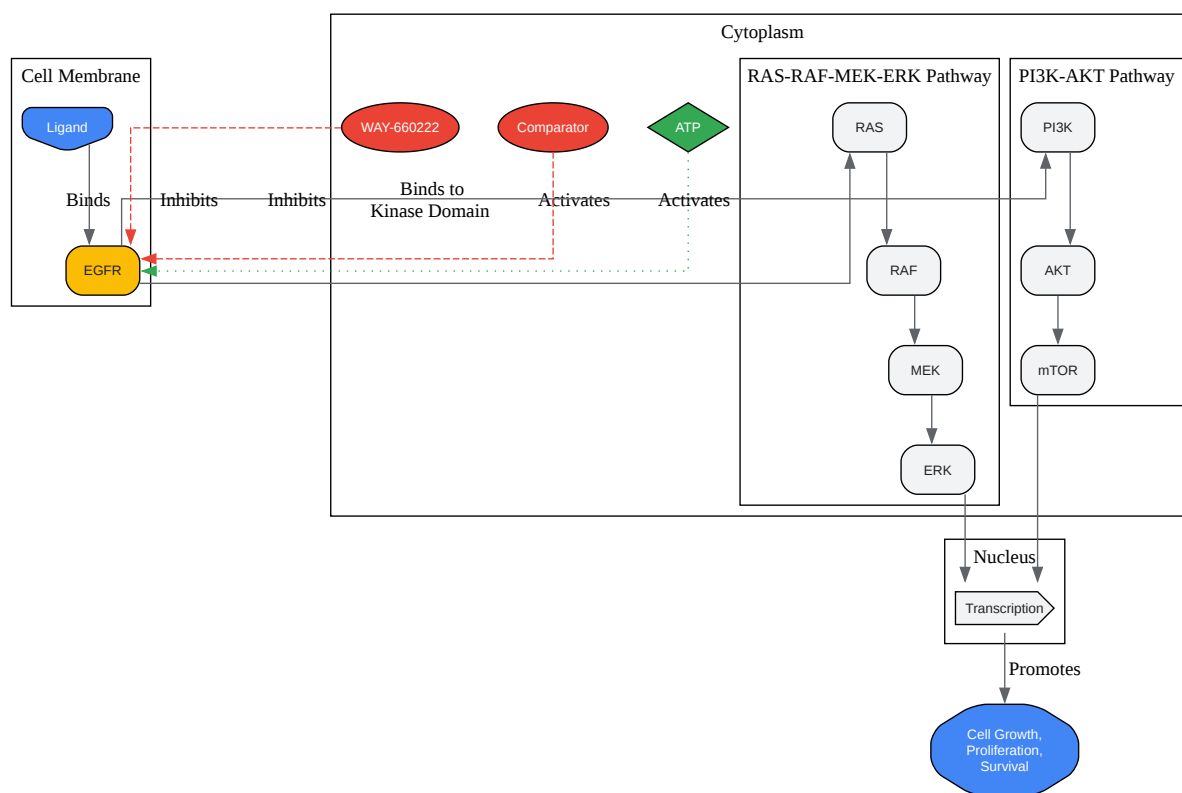 Cytoplasm
Cell Membrane
RAS-RAF-MEK-ERK Pathway
PI3K-AKT Pathway
Ligand
WAY-660222
Comparator
ATP
RAS
PI3K
Binds
Inhibits
Inhibits
Binds to
Kinase Domain
Activates
Activates
EGFR
RAF
AKT
MEK
mTOR
ERK
Nucleus
Transcription
Promotes
Cell Growth,
Proliferation,
Survival